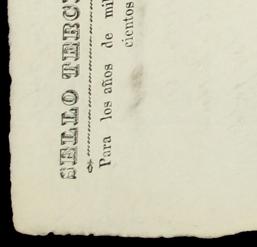 SELLO TERC
Para los años de mil
cientos